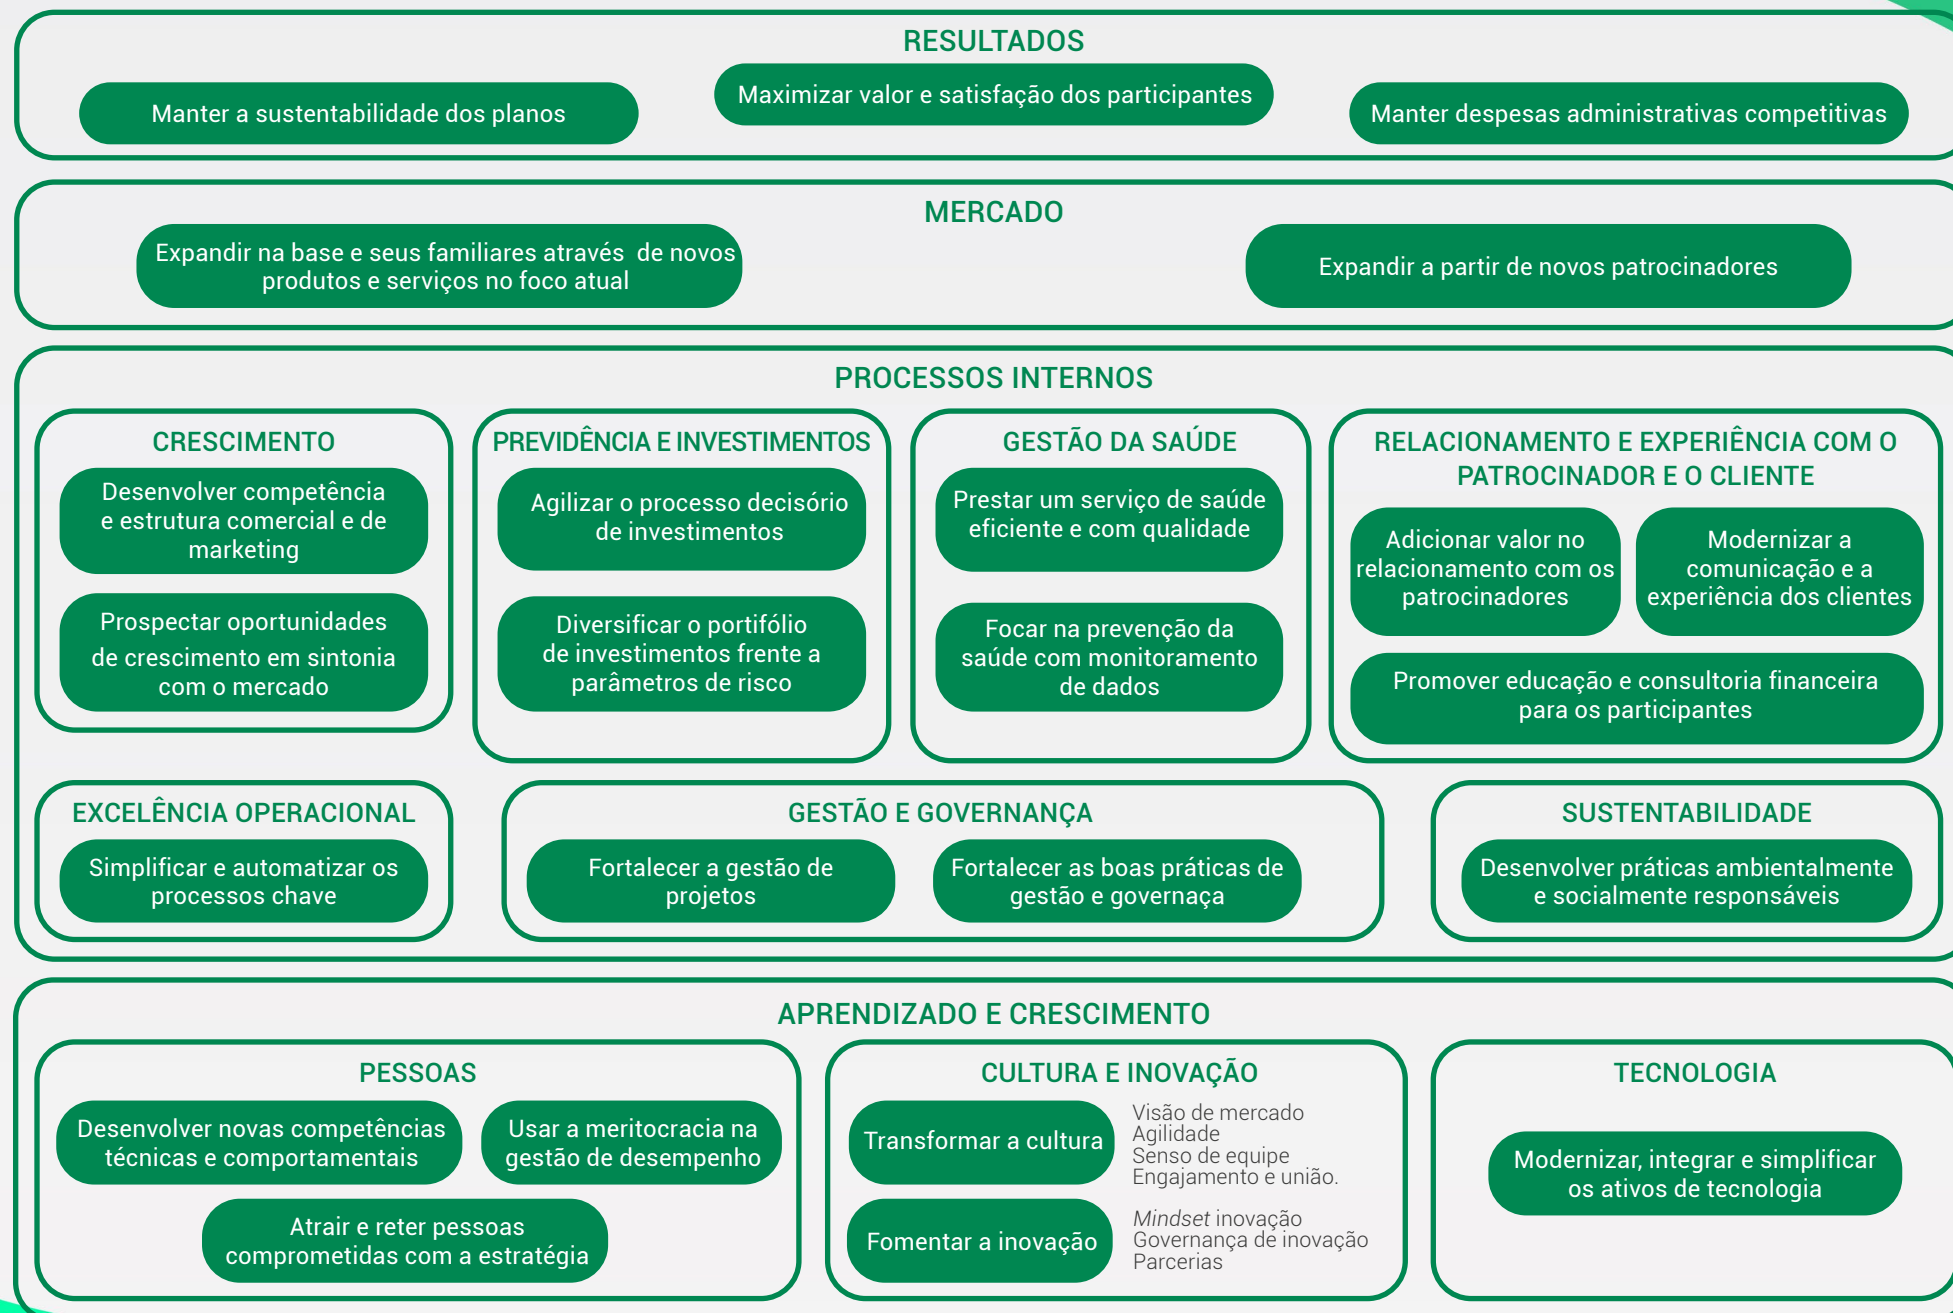 RESULTADOS
Manter a sustentabilidade dos planos
Maximizar valor e satisfação dos participantes
Manter despesas administrativas competitivas
MERCADO
Expandir na base e seus familiares através  de novos
produtos e serviços no foco atual
Expandir a partir de novos patrocinadores
PROCESSOS INTERNOS
CRESCIMENTO
Desenvolver competência
e estrutura comercial e de
marketing
Prospectar oportunidades
de crescimento em sintonia
com o mercado
PREVIDÊNCIA E INVESTIMENTOS
Agilizar o processo decisório
de investimentos
Diversificar o portifólio
de investimentos frente a
parâmetros de risco
GESTÃO DA SAÚDE
Prestar um serviço de saúde
eficiente e com qualidade
Focar na prevenção da
saúde com monitoramento
de dados
RELACIONAMENTO E EXPERIÊNCIA COM O
PATROCINADOR E O CLIENTE
Adicionar valor no
relacionamento com os
patrocinadores
Modernizar a
comunicação e a
experiência dos clientes
Promover educação e consultoria financeira
para os participantes
EXCELÊNCIA OPERACIONAL
Simplificar e automatizar os
processos chave
GESTÃO E GOVERNANÇA
Fortalecer a gestão de
projetos
Fortalecer as boas práticas de
gestão e governaça
SUSTENTABILIDADE
Desenvolver práticas ambientalmente
e socialmente responsáveis
APRENDIZADO E CRESCIMENTO
PESSOAS
Desenvolver novas competências
técnicas e comportamentais
Usar a meritocracia na
gestão de desempenho
Atrair e reter pessoas
comprometidas com a estratégia
CULTURA E INOVAÇÃO
Transformar a cultura
Visão de mercado
Agilidade
Senso de equipe
Engajamento e união.
Fomentar a inovação
Mindset inovação
Governança de inovação
Parcerias
TECNOLOGIA
Modernizar, integrar e simplificar
os ativos de tecnologia